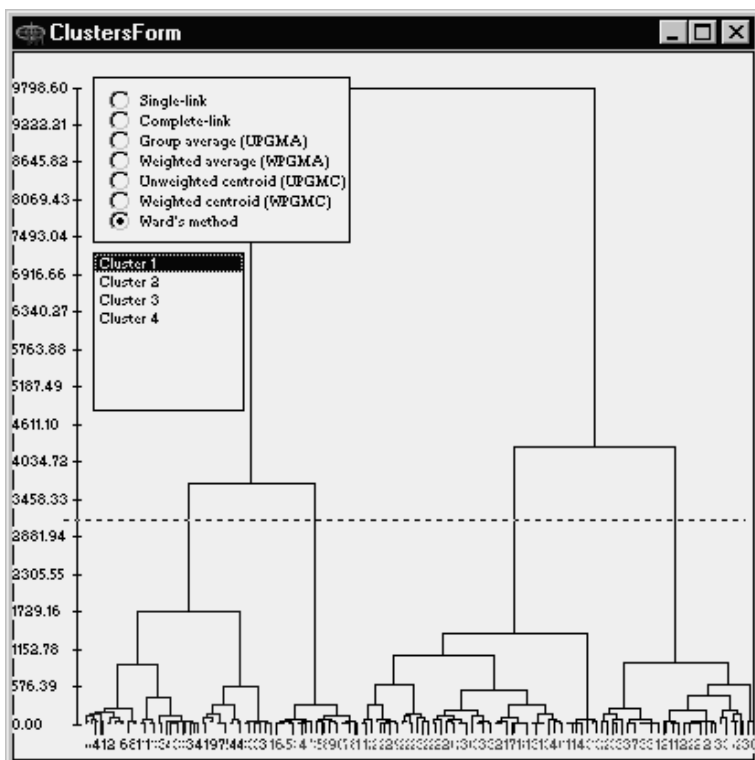 ClustersForm
9798.60
Single-link
Complete-link
9222.21
Group average (UPGMA)
8645.82
Weighted average (WPGMA)
Unweighted centroid (UPGMC)
8069.43
Weighted centroid (WPGMC)
Ward's method
7493.04
Cluster 1
6916.66
Cluster 2
Cluster 3
6340.27
Cluster 4
5763.88
5187.49
4611.10
4034.72
3458.33
2881.94
2305.55
1729.16
1152.78
576.39
0.00